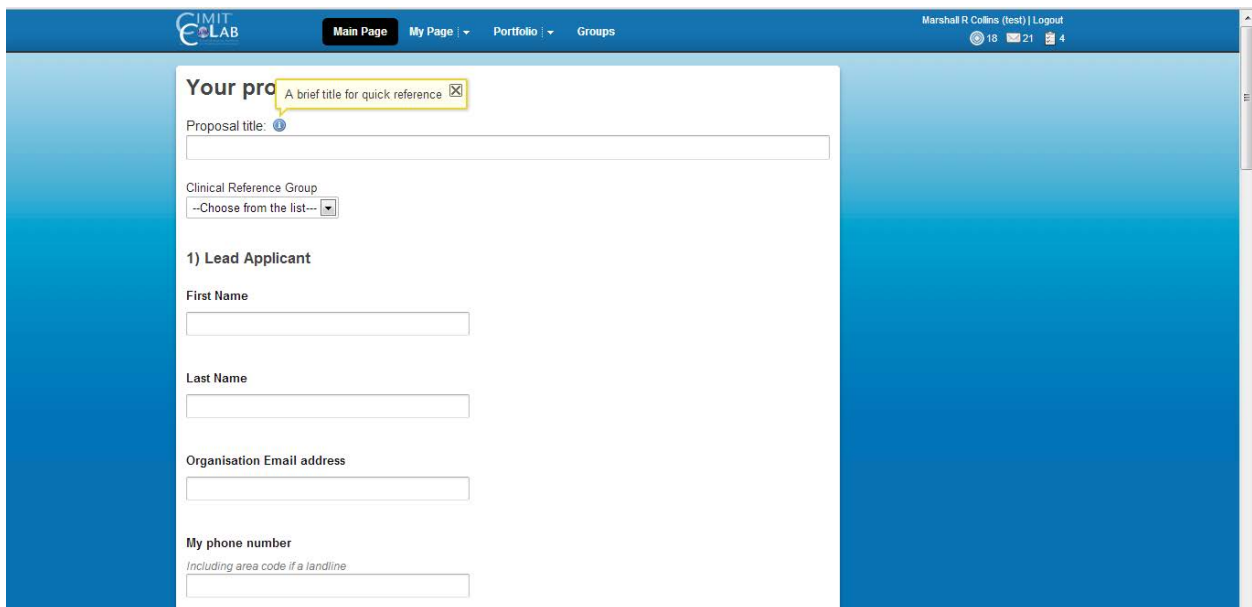 CIMIT
CoLAB
Main Page
My Page
Portfolio
Groups
Marshall R Collins (test) | Logout
18
21
4
Your pro
A brief title for quick reference
Proposal title:
Clinical Reference Group
--Choose from the list---
1) Lead Applicant
First Name
Last Name
Organisation Email address
My phone number
Including area code if a landline